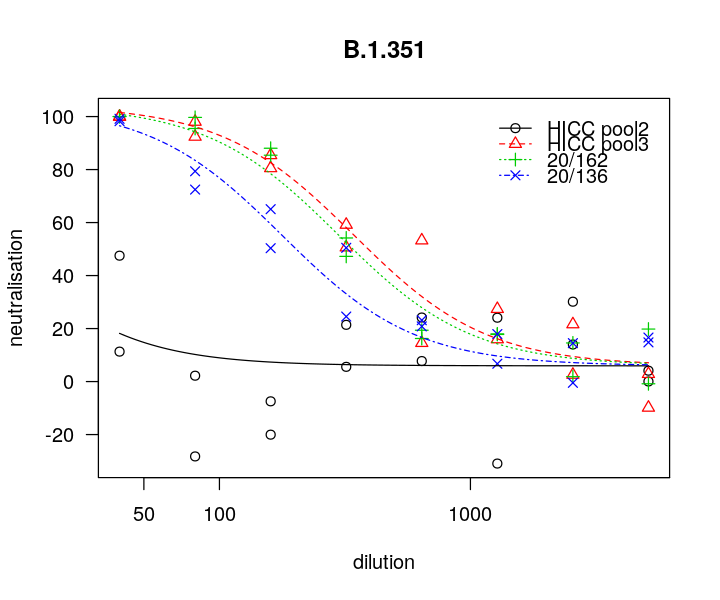 B.1.351
neutralisation
100
80
60
40
20
0
-20
HICC pool2
HICC pool3
20/162
20/136
50 100 1000
dilution